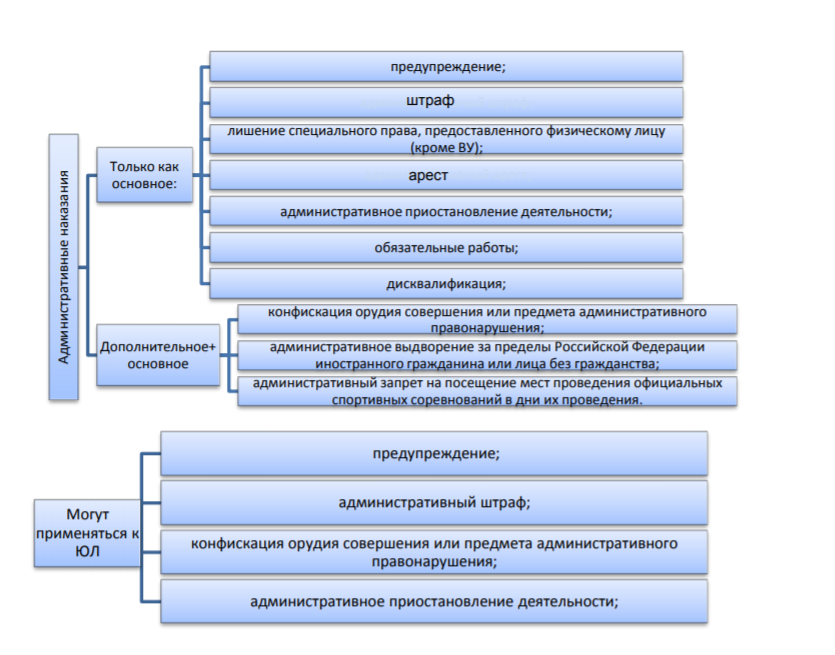 Административные наказания
Только как
основное:
предупреждение;
штраф
лишение специального права, предоставленного физическому лицу
(кроме ВУ);
арест
административное приостановление деятельности;
обязательные работы;
дисквалификация;
Дополнительное+
основное
конфискация орудия совершения или предмета административного
правонарушения;
административное выдворение за пределы Российской Федерации
иностранного гражданина или лица без гражданства;
административный запрет на посещение мест проведения официальных
спортивных соревнований в дни их проведения.
Могут
применяться к
ЮЛ
предупреждение;
административный штраф;
конфискация орудия совершения или предмета административного
правонарушения;
административное приостановление деятельности;